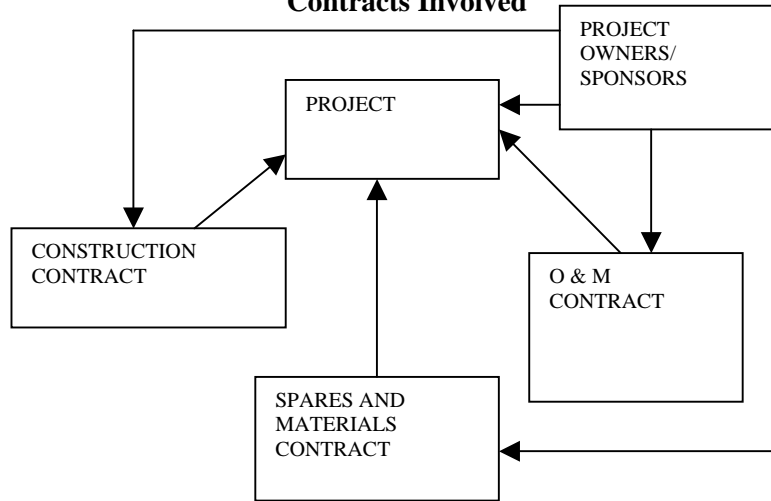 Contracts Involved
PROJECT
OWNERS/
SPONSORS
PROJECT
CONSTRUCTION
CONTRACT
O & M
CONTRACT
SPARES AND
MATERIALS
CONTRACT